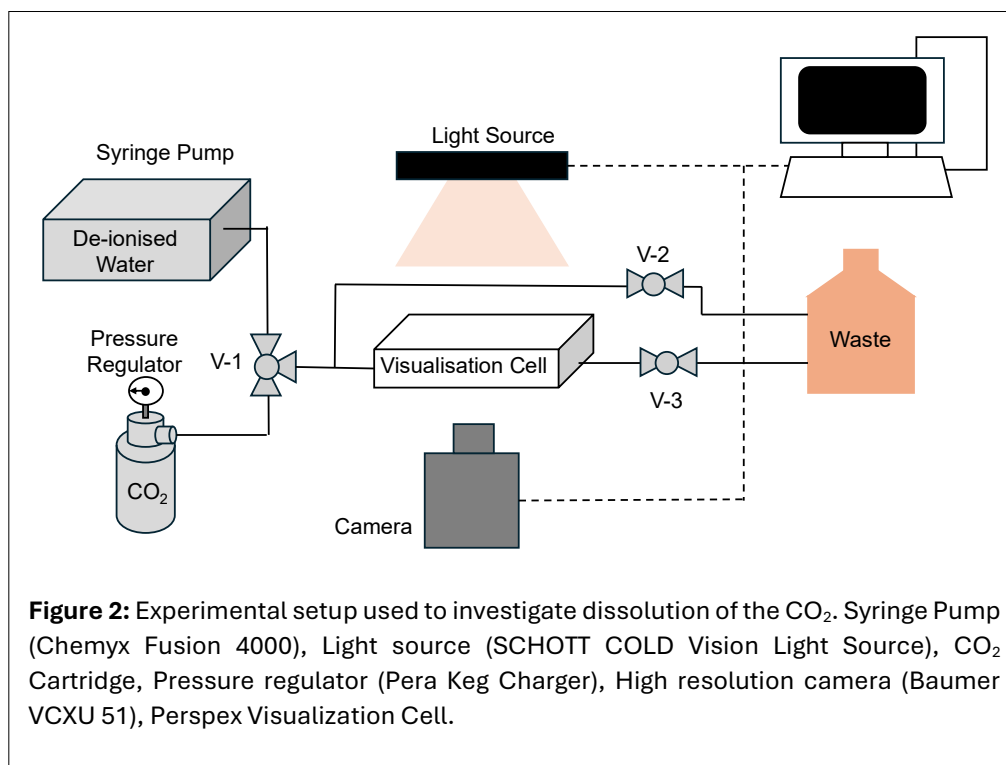 Light Source
Syringe Pump
De-ionised
Water
V-2
Pressure
Regulator
V-1
Visualisation Cell
Waste
V-3
CO₂
Camera
Figure 2: Experimental setup used to investigate dissolution of the CO₂. Syringe Pump
(Chemyx Fusion 4000), Light source (SCHOTT COLD Vision Light Source), CO₂
Cartridge, Pressure regulator (Pera Keg Charger), High resolution camera (Baumer
VCXU 51), Perspex Visualization Cell.